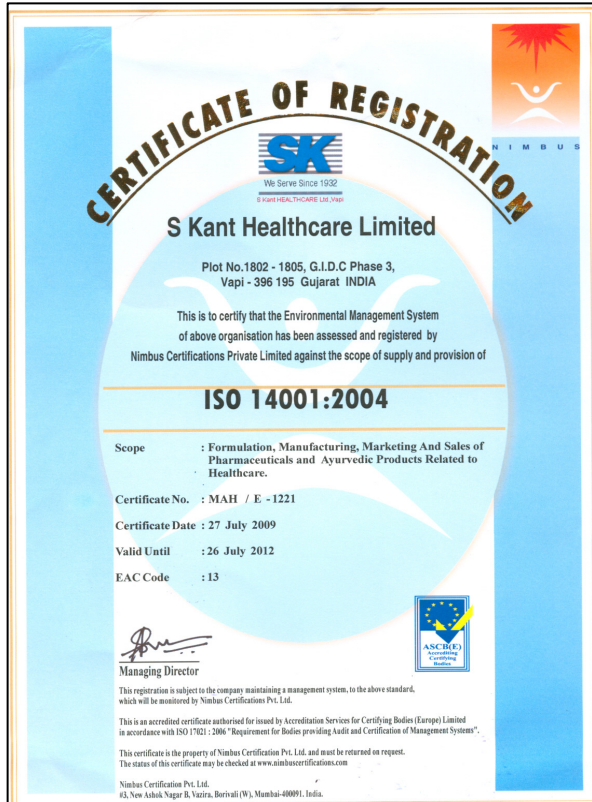 CERTIFICATE OF REGISTRATION
NIMBUS
SK
We Serve Since 1932
S Kant HEALTHCARE Ltd.,Vapi
S Kant Healthcare Limited
Plot No.1802 - 1805, G.I.D.C Phase 3,
Vapi - 396 195 Gujarat INDIA
This is to certify that the Environmental Management System
of above organisation has been assessed and registered by
Nimbus Certifications Private Limited against the scope of supply and provision of
ISO 14001:2004
Scope : Formulation, Manufacturing, Marketing And Sales of
Pharmaceuticals and Ayurvedic Products Related to
Healthcare.
Certificate No. : MAH / E - 1221
Certificate Date : 27 July 2009
Valid Until : 26 July 2012
EAC Code : 13
ASCB(E)
Accrediting
Certifying
Bodies
Managing Director
This registration is subject to the company maintaining a management system, to the above standard,
which will be monitored by Nimbus Certifications Pvt. Ltd.
This is an accredited certificate authorised for issued by Accreditation Services for Certifying Bodies (Europe) Limited
in accordance with ISO 17021 : 2006 "Requirement for Bodies providing Audit and Certification of Management Systems".
This certificate is the property of Nimbus Certification Pvt. Ltd. and must be returned on request.
The status of this certificate may be checked at www.nimbuscertifications.com
Nimbus Certification Pvt. Ltd.
#3, New Ashok Nagar B, Vazira, Borivali (W), Mumbai-400091. India.